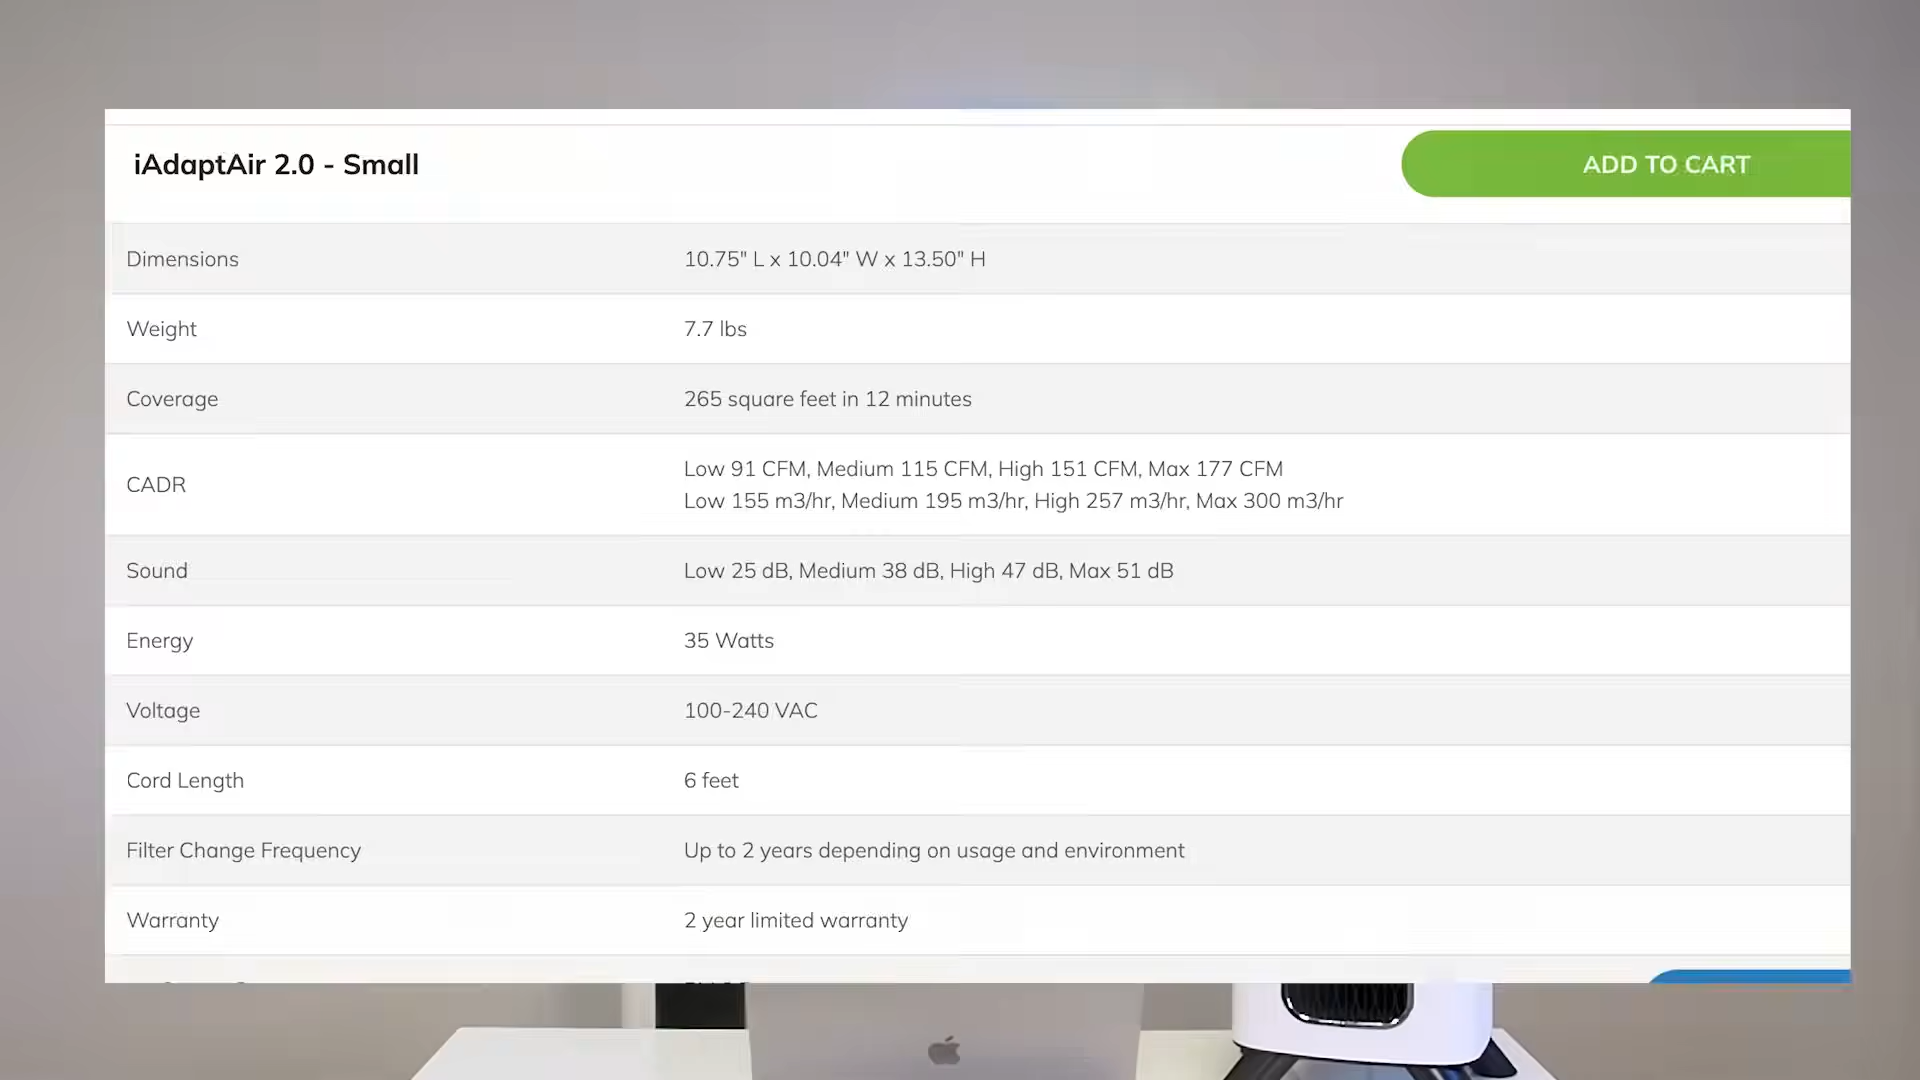 iAdaptAir 2.0 - Small
ADD TO CART
Dimensions
10.75" L x 10.04" W x 13.50" H
Weight
7.7 lbs
Coverage
265 square feet in 12 minutes
CADR
Low 91 CFM, Medium 115 CFM, High 151 CFM, Max 177 CFM
Low 155 m3/hr, Medium 195 m3/hr, High 257 m3/hr, Max 300 m3/hr
Sound
Low 25 dB, Medium 38 dB, High 47 dB, Max 51 dB
Energy
35 Watts
Voltage
100-240 VAC
Cord Length
6 feet
Filter Change Frequency
Up to 2 years depending on usage and environment
Warranty
2 year limited warranty